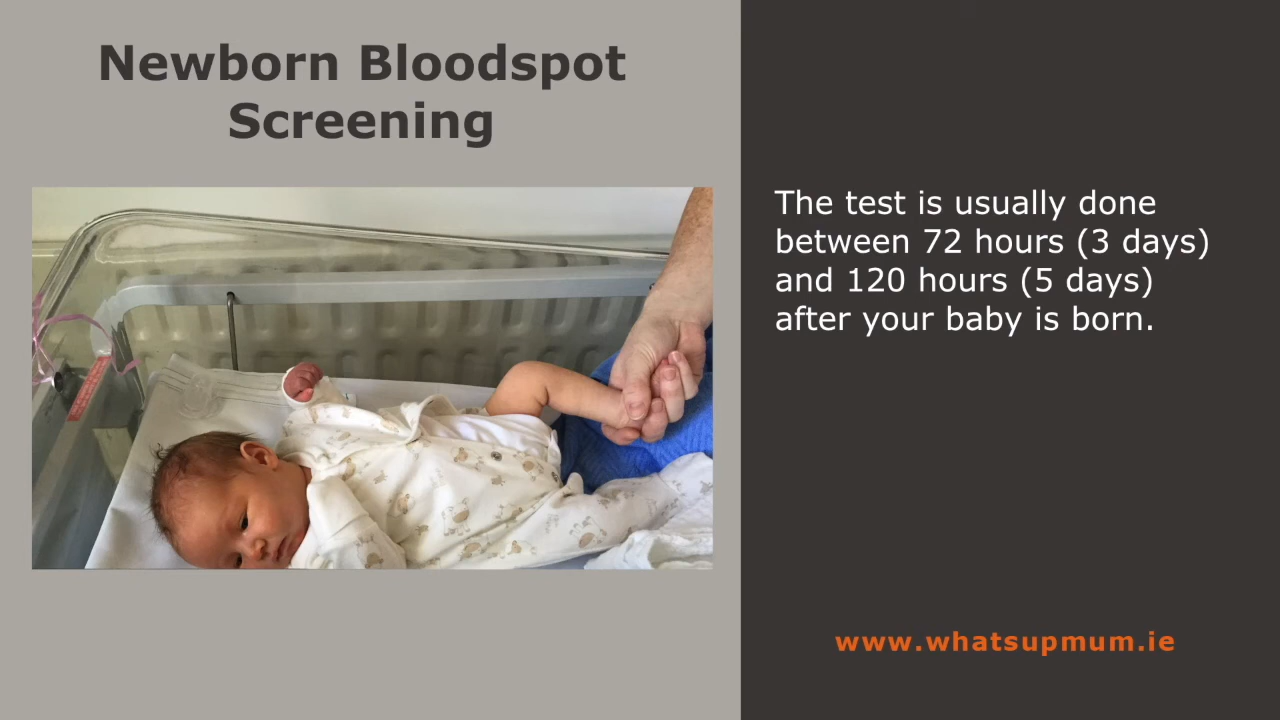 Newborn Bloodspot
Screening
The test is usually done
between 72 hours (3 days)
and 120 hours (5 days)
after your baby is born.
www.whatsupmum.ie